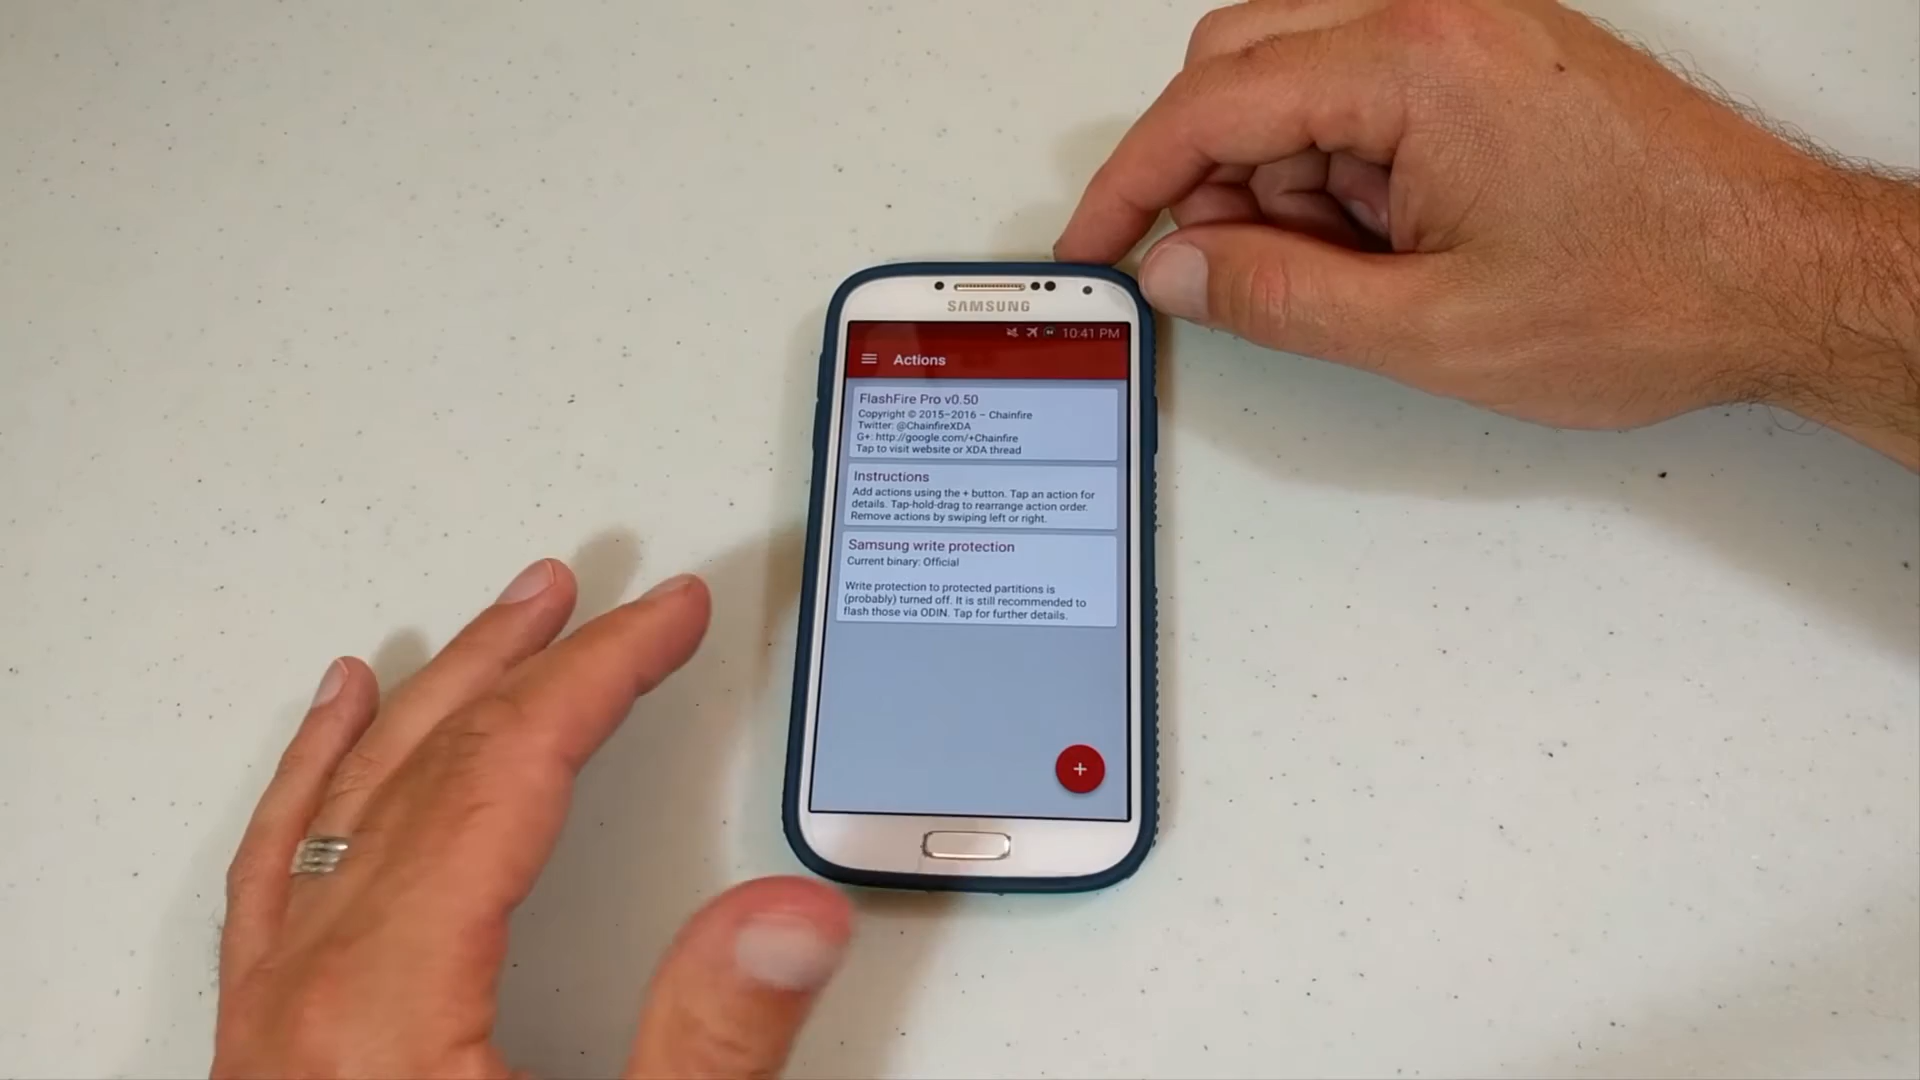 SAMSUNG
10:41 PM
Actions
FlashFire Pro v0.50
Copyright © 2015-2016 - Chainfire
Twitter: @ChainfireXDA
G+: http://google.com/+Chainfire
Tap to visit website or XDA thread
Instructions
Add actions using the + button. Tap an action for
details. Tap-hold-drag to rearrange action order.
Remove actions by swiping left or right.
Samsung write protection
Current binary: Official
Write protection to protected partitions is
(probably) turned off. It is still recommended to
flash those via ODIN. Tap for further details.
+